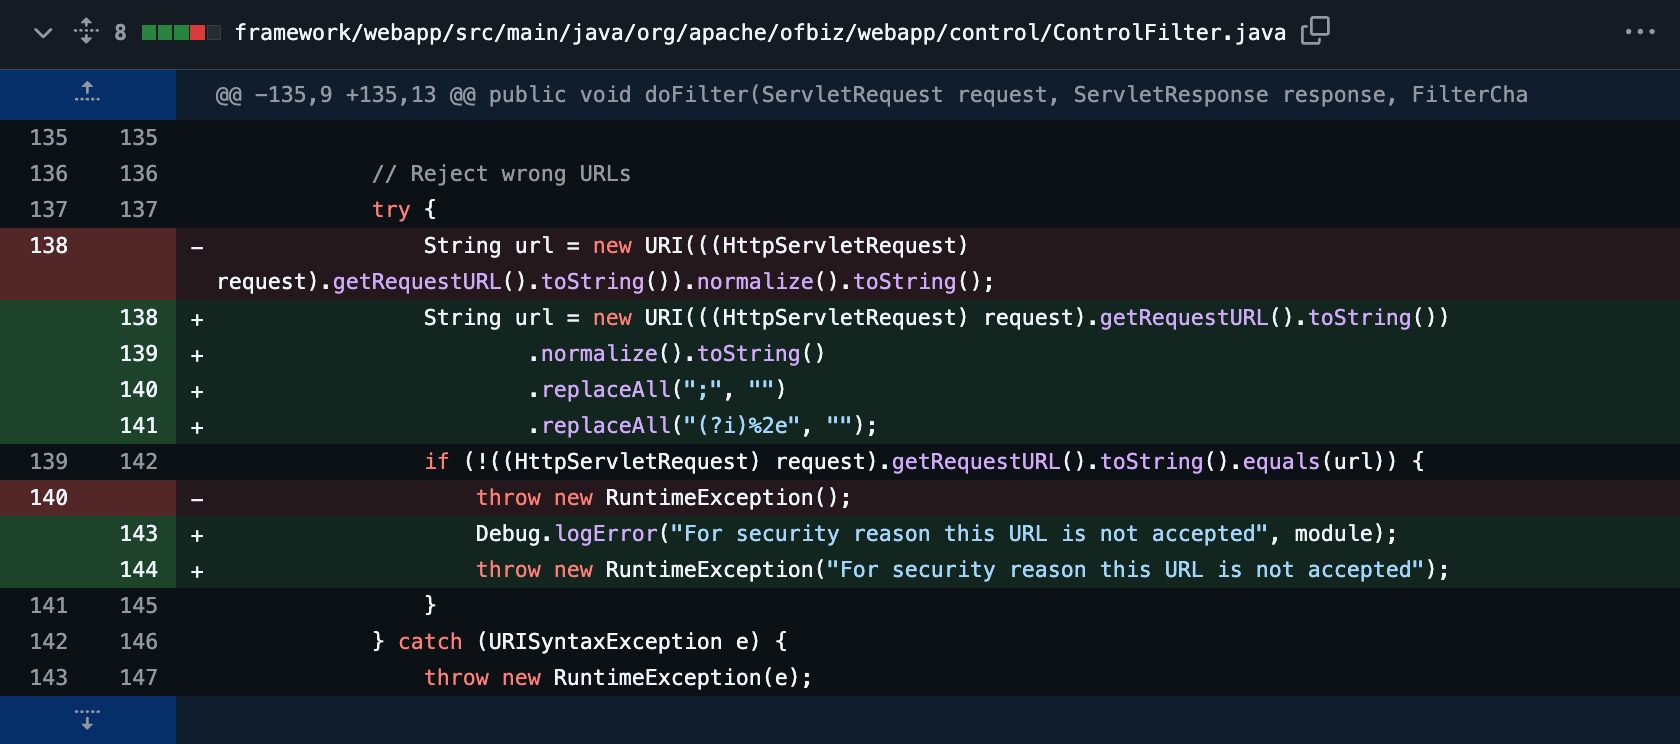 8 framework/webapp/src/main/java/org/apache/ofbiz/webapp/control/ControlFilter.java
@@ -135,9 +135,13 @@ public void doFilter(ServletRequest request, ServletResponse response, FilterCha
135 135
136 136 // Reject wrong URLs
137 137 try {
138 - String url = new URI(((HttpServletRequest)
request).getRequestURL().toString()).normalize().toString();
138 + String url = new URI(((HttpServletRequest) request).getRequestURL().toString())
139 + .normalize().toString()
140 + .replaceAll(";", "")
141 + .replaceAll("(?i)%2e", "");
139 142 if (!((HttpServletRequest) request).getRequestURL().toString().equals(url)) {
140 - throw new RuntimeException();
143 + Debug.logError("For security reason this URL is not accepted", module);
144 + throw new RuntimeException("For security reason this URL is not accepted");
141 145 }
142 146 } catch (URISyntaxException e) {
143 147 throw new RuntimeException(e);